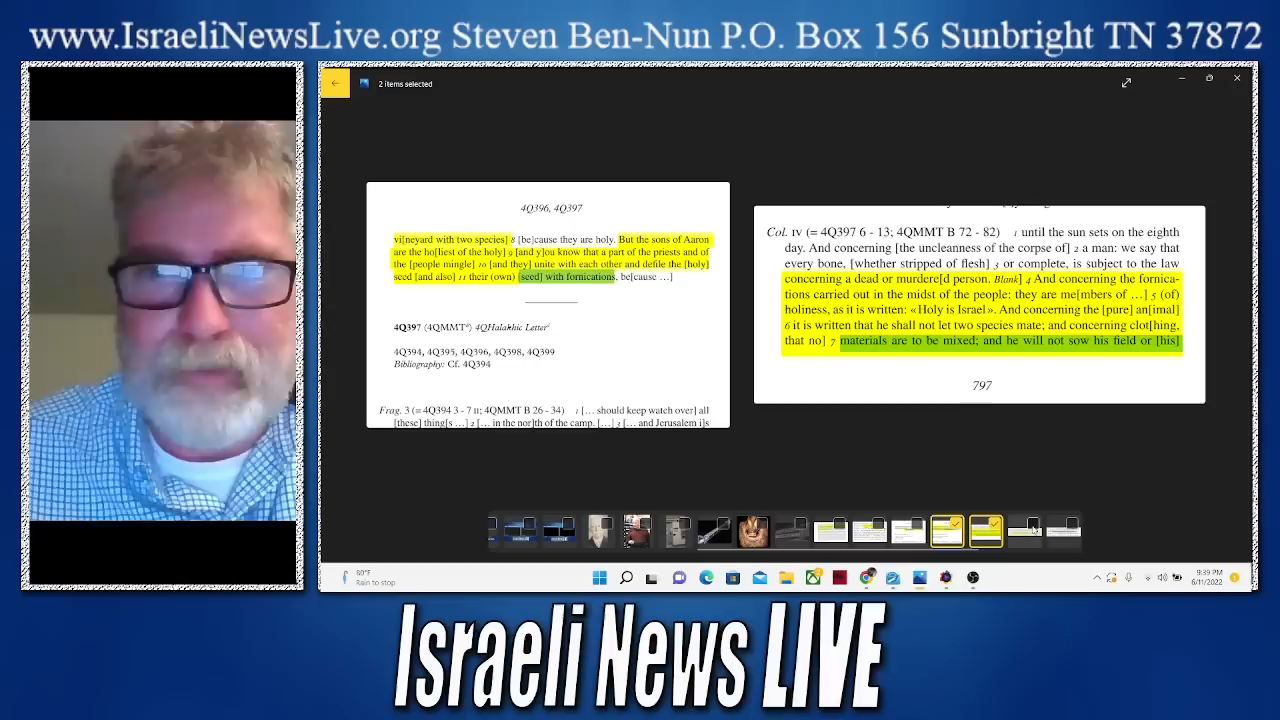 www.IsraeliNewsLive.org Steven Ben-Nun P.O. Box 156 Sunbright TN 37872
2 items selected
4Q396, 4Q397
vi[neyard with two species] 8 [be]cause they are holy. But the sons of Aaron
are the ho[liest of the holy] 9 [and y]ou know that a part of the priests and of
the [people mingle] 10 [and they] unite with each other and defile the [holy]
seed [and also] 11 their (own) [seed] with fornications, be[cause …]
4Q397 (4QMMTᵈ) 4QHalakhic Letterᵈ
4Q394, 4Q395, 4Q396, 4Q398, 4Q399
Bibliography: Cf. 4Q394
Frag. 3 (= 4Q394 3 - 7 II; 4QMMT B 26 - 34) 1 [… should keep watch over] all
[these] thing[s …] 2 [… in the nor]th of the camp. […] 3 [… and Jerusalem i]s
Col. IV (= 4Q397 6 - 13; 4QMMT B 72 - 82) 1 until the sun sets on the eighth
day. And concerning [the uncleanness of the corpse of] 2 a man: we say that
every bone, [whether stripped of flesh] 3 or complete, is subject to the law
concerning a dead or murdere[d person. Blank] 4 And concerning the fornica-
tions carried out in the midst of the people: they are me[mbers of …] 5 (of)
holiness, as it is written: «Holy is Israel». And concerning the [pure] an[imal]
6 it is written that he shall not let two species mate; and concerning clot[hing,
that no] 7 materials are to be mixed; and he will not sow his field or [his]
797
60°F
Rain to stop
9:39 PM
6/11/2022
Israeli News LIVE